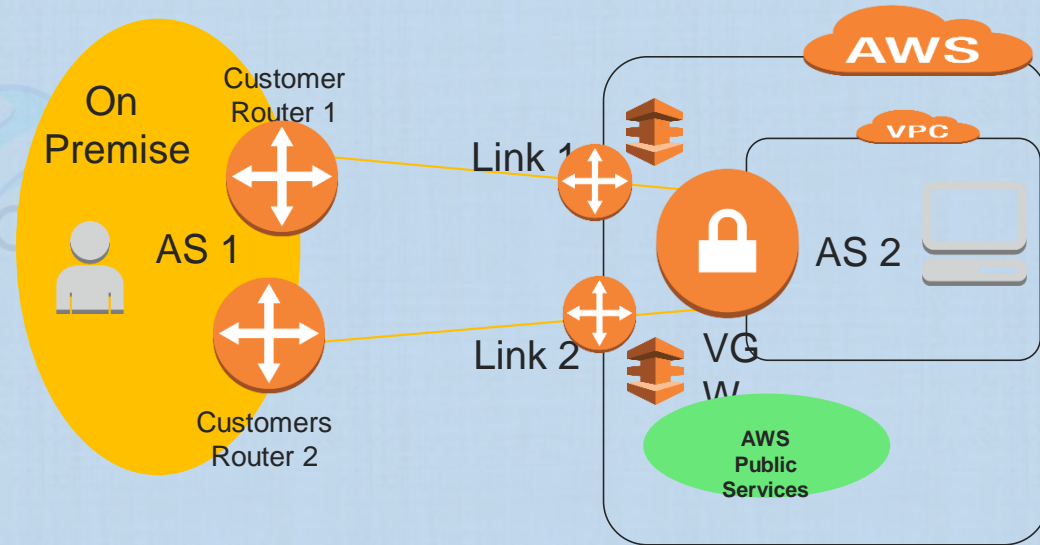 On
Premise
AS 1
Customer
Router 1
Customers
Router 2
Link 1
Link 2
AWS
VPC
AS 2
VG
W
AWS
Public
Services